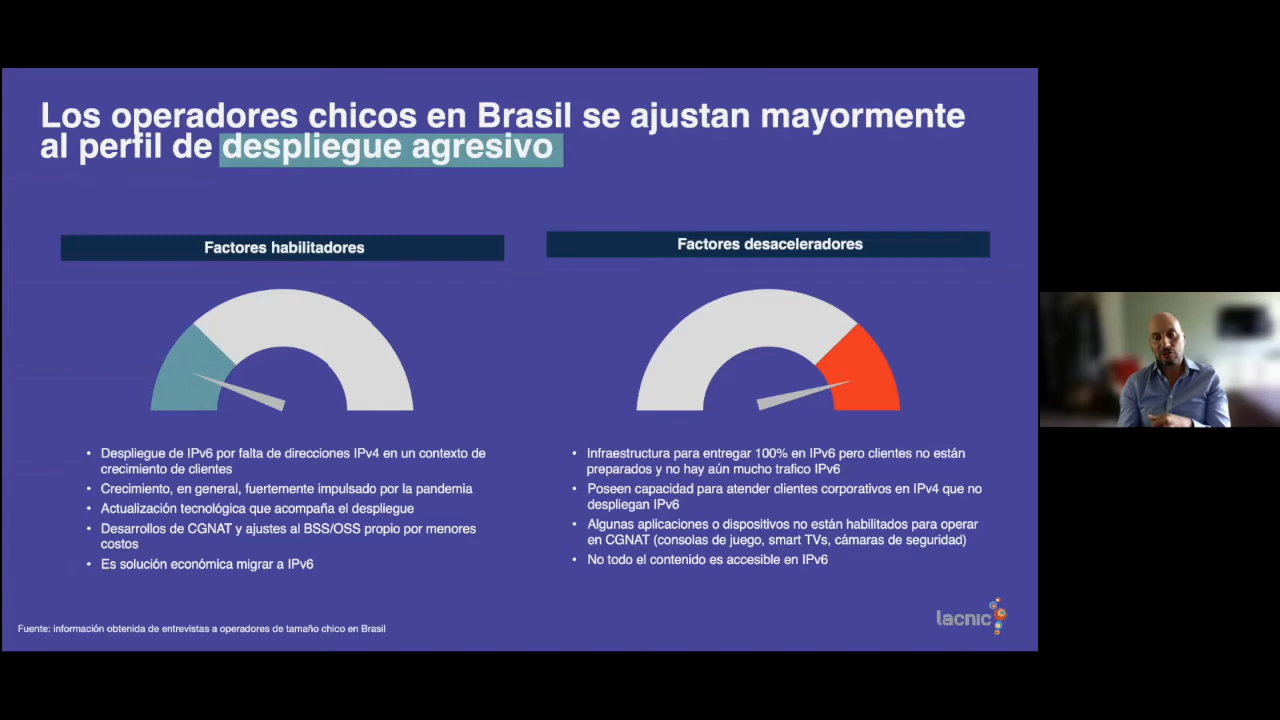 Los operadores chicos en Brasil se ajustan mayormente
al perfil de despliegue agresivo
Factores habilitadores
• Despliegue de IPv6 por falta de direcciones IPv4 en un contexto de
crecimiento de clientes
• Crecimiento, en general, fuertemente impulsado por la pandemia
• Actualización tecnológica que acompaña el despliegue
• Desarrollos de CGNAT y ajustes al BSS/OSS propio por menores
costos
• Es solución económica migrar a IPv6
Factores desaceleradores
• Infraestructura para entregar 100% en IPv6 pero clientes no están
preparados y no hay aún mucho trafico IPv6
• Poseen capacidad para atender clientes corporativos en IPv4 que no
despliegan IPv6
• Algunas aplicaciones o dispositivos no están habilitados para operar
en CGNAT (consolas de juego, smart TVs, cámaras de seguridad)
• No todo el contenido es accesible en IPv6
Fuente: información obtenida de entrevistas a operadores de tamaño chico en Brasil
lacnic